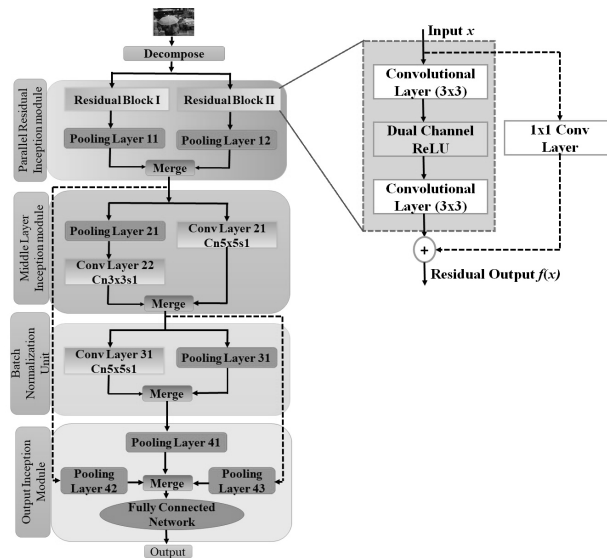 Decompose
Parallel Residual
Inception module
Residual Block I
Residual Block II
Pooling Layer 11
Pooling Layer 12
Merge
Middle Layer
Inception module
Pooling Layer 21
Conv Layer 21
Cn5x5s1
Conv Layer 22
Cn3x3s1
Merge
Batch
Normalization
Unit
Conv Layer 31
Cn5x5s1
Pooling Layer 31
Merge
Output Inception
Module
Pooling Layer 41
Pooling
Layer 42
Merge
Pooling
Layer 43
Fully Connected
Network
Output
Input x
Convolutional
Layer (3x3)
Dual Channel
ReLU
Convolutional
Layer (3x3)
1x1 Conv
Layer
+
Residual Output f(x)